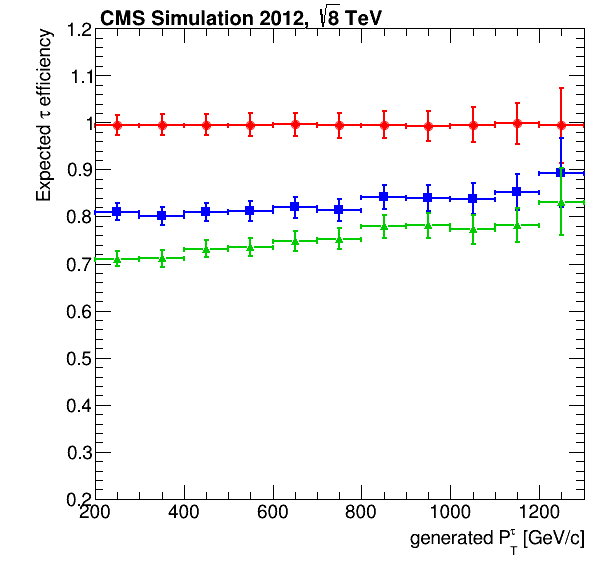 CMS Simulation 2012, √8 TeV
Expected τ efficiency
1.2
1.1
1
0.9
0.8
0.7
0.6
0.5
0.4
0.3
0.2
200 400 600 800 1000 1200
generated P_T^τ [GeV/c]